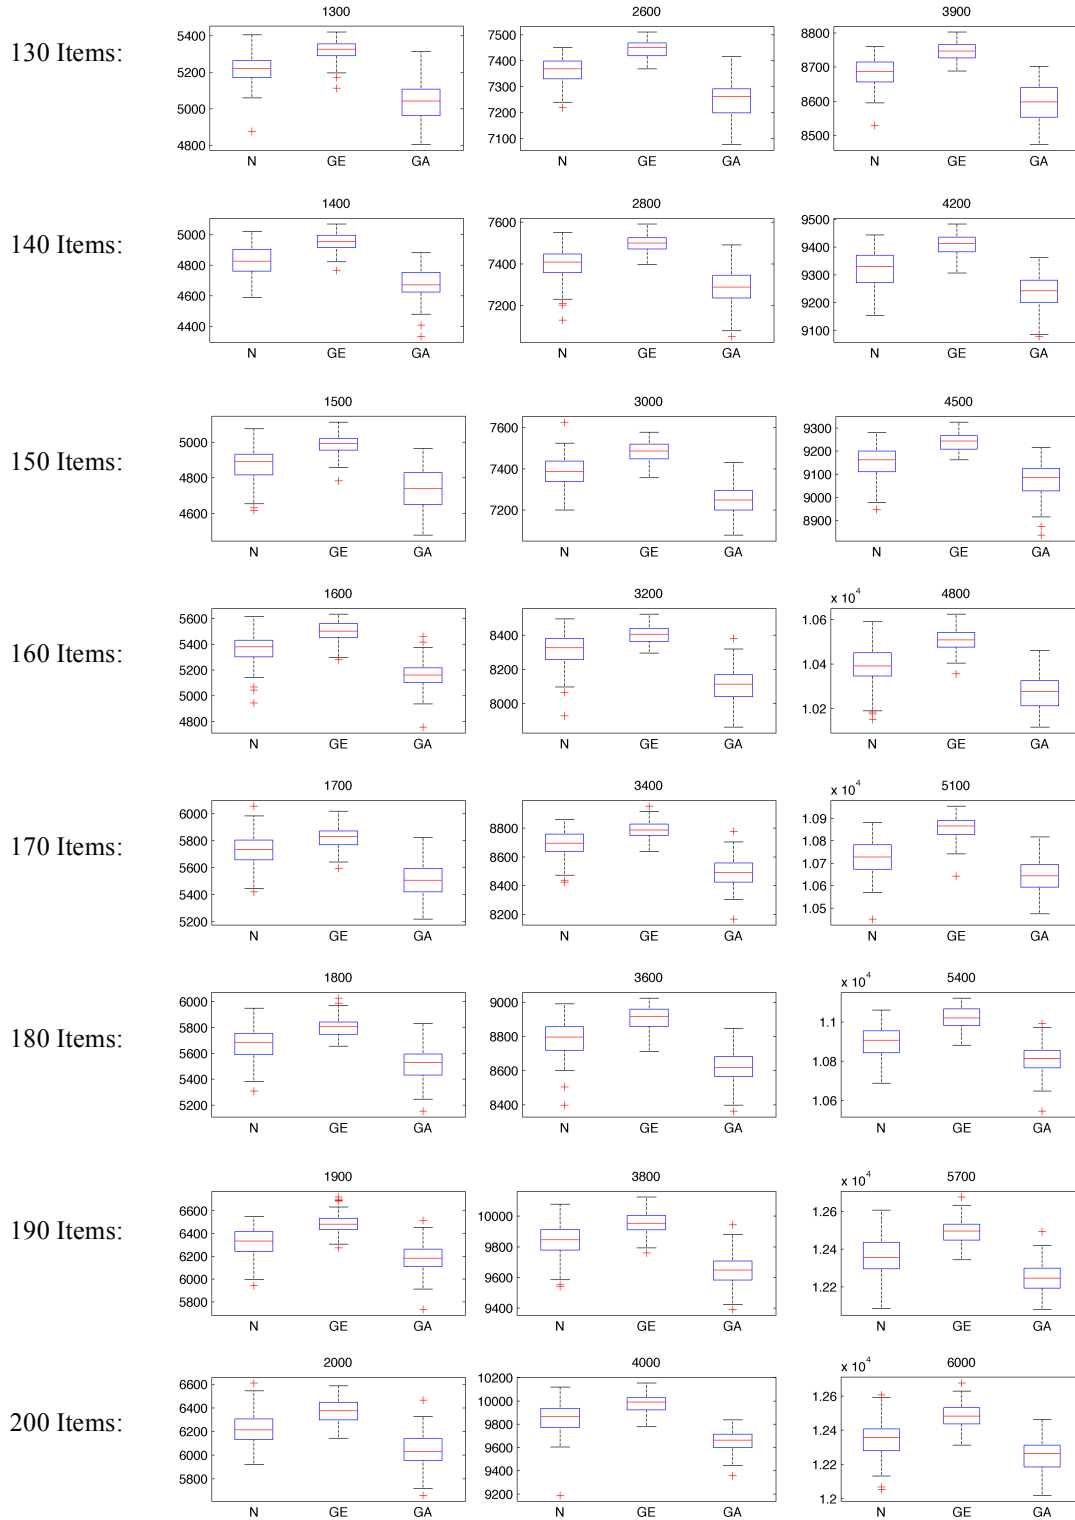 1300 2600 3900
130 Items:
5400 7500 8800
5200 7400 8700
5000 7300 8600
4800 7200 8500
7100
N GE GA N GE GA N GE GA
1400 2800 4200
140 Items:
5000 7600 9500
4800 7400 9400
4600 7200 9300
4400 9200
9100
N GE GA N GE GA N GE GA
1500 3000 4500
150 Items:
5000 7600 9300
4800 7400 9200
4600 7200 9100
9000
8900
N GE GA N GE GA N GE GA
1600 3200 x 10^4 4800
160 Items:
5600 8400 1.06
5400 8200 1.04
5200 8000 1.02
5000
4800
N GE GA N GE GA N GE GA
1700 3400 x 10^4 5100
170 Items:
6000 8800 1.09
5800 8600 1.08
5600 8400 1.07
5400 8200 1.06
5200 1.05
N GE GA N GE GA N GE GA
1800 3600 x 10^4 5400
180 Items:
6000 9000 1.1
5800 8800 1.08
5600 8600 1.06
5400 8400
5200
N GE GA N GE GA N GE GA
1900 3800 x 10^4 5700
190 Items:
6600 10000 1.26
6400 9800 1.24
6200 9600 1.22
6000 9400
5800
N GE GA N GE GA N GE GA
2000 4000 x 10^4 6000
200 Items:
6600 10200 1.26
6400 10000 1.24
6200 9800 1.22
6000 9600 1.2
5800 9400
9200
N GE GA N GE GA N GE GA